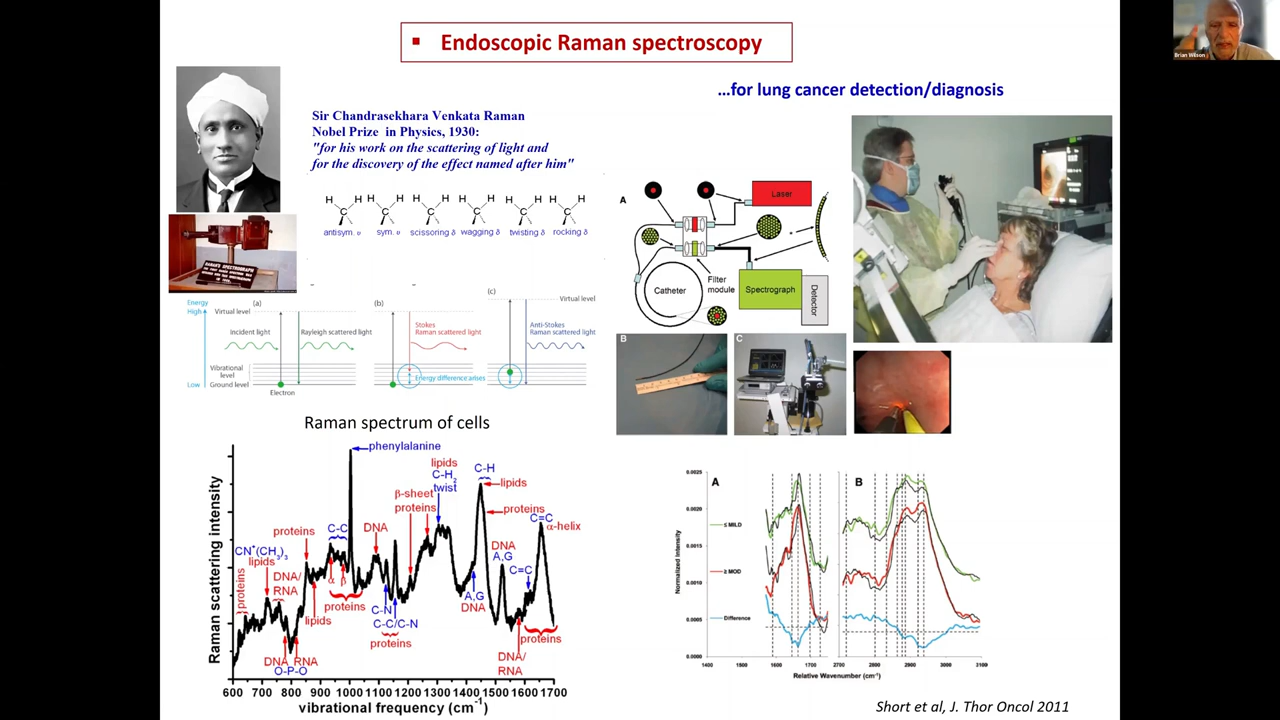 ▪ Endoscopic Raman spectroscopy
Brian Wilson
…for lung cancer detection/diagnosis
Sir Chandrasekhara Venkata Raman
Nobel Prize in Physics, 1930:
"for his work on the scattering of light and
for the discovery of the effect named after him"
H H H H H H H H H H H H
C C C C C C
antisym. υ sym. υ scissoring δ wagging δ twisting δ rocking δ
RAMAN'S SPECTROGRAPH
Energy
High
(a) (b) (c)
Virtual level
Virtual level
Incident light
Rayleigh scattered light
Stokes
Raman scattered light
Anti-Stokes
Raman scattered light
Vibrational
level
Energy difference arises
Low
Ground level
Electron
A
Laser
Filter
module
Catheter
Spectrograph
Detector
*
B
C
Raman spectrum of cells
Raman scattering intensity
phenylalanine
lipids
C-H2
twist
C-H
lipids
β-sheet
proteins
proteins
C=C
α-helix
proteins
C-C
DNA
CN+(CH3)3
lipids
DNA
A,G
C=C
proteins
DNA/
RNA
α β
proteins
A,G
DNA
lipids
C-N
C-C/C-N
proteins
proteins
DNA RNA
O-P-O
DNA/
RNA
600 700 800 900 1000 1100 1200 1300 1400 1500 1600 1700
vibrational frequency (cm-1)
A
B
Normalized Intensity
0.0025
0.0020
0.0015
0.0010
0.0005
0.0000
≤ MILD
≥ MOD
Difference
1400 1500 1600 1700 2700 2800 2900 3000 3100
Relative Wavenumber (cm-1)
Short et al, J. Thor Oncol 2011